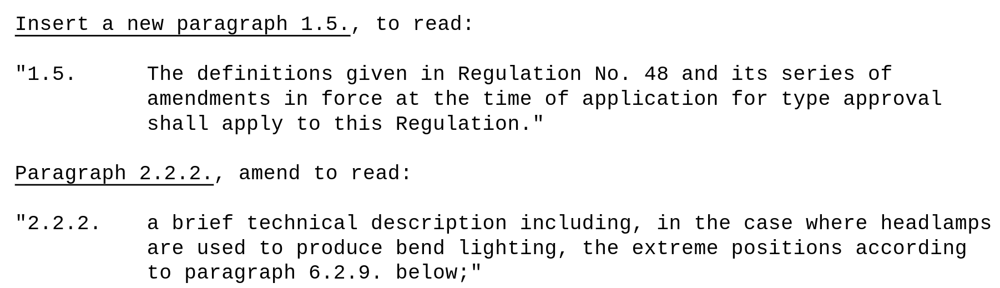 Insert a new paragraph 1.5., to read:
"1.5. The definitions given in Regulation No. 48 and its series of
amendments in force at the time of application for type approval
shall apply to this Regulation."
Paragraph 2.2.2., amend to read:
"2.2.2. a brief technical description including, in the case where headlamps
are used to produce bend lighting, the extreme positions according
to paragraph 6.2.9. below;"